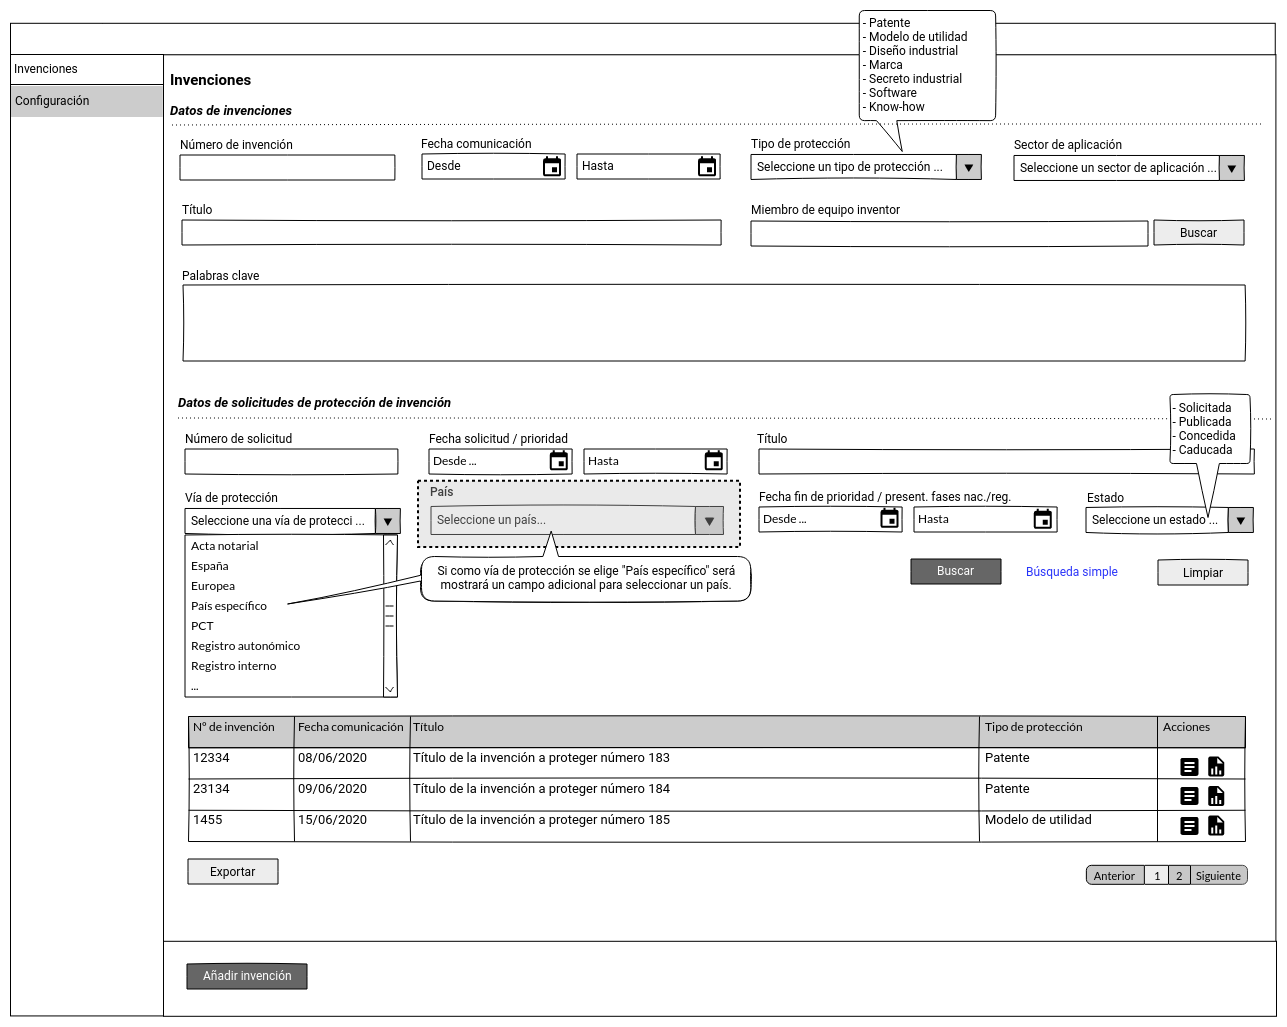 - Patente
- Modelo de utilidad
- Diseño industrial
- Marca
- Secreto industrial
- Software
- Know-how
Invenciones
Configuración
Invenciones
Datos de invenciones
Número de invención
Fecha comunicación
Tipo de protección
Sector de aplicación
Desde
Hasta
Seleccione un tipo de protección ...
Seleccione un sector de aplicación ...
Título
Miembro de equipo inventor
Buscar
Palabras clave
Datos de solicitudes de protección de invención
- Solicitada
- Publicada
- Concedida
- Caducada
Número de solicitud
Fecha solicitud / prioridad
Título
Desde ...
Hasta
Vía de protección
País
Fecha fin de prioridad / present. fases nac./reg.
Estado
Seleccione una vía de protecci ...
Seleccione un país...
Desde ...
Hasta
Seleccione un estado ...
Acta notarial
España
Europea
País específico
PCT
Registro autonómico
Registro interno
...
Si como vía de protección se elige "País específico" será
mostrará un campo adicional para seleccionar un país.
Buscar
Búsqueda simple
Limpiar
Nº de invención Fecha comunicación Título Tipo de protección Acciones
12334 08/06/2020 Título de la invención a proteger número 183 Patente
23134 09/06/2020 Título de la invención a proteger número 184 Patente
1455 15/06/2020 Título de la invención a proteger número 185 Modelo de utilidad
Exportar
Anterior 1 2 Siguiente
Añadir invención